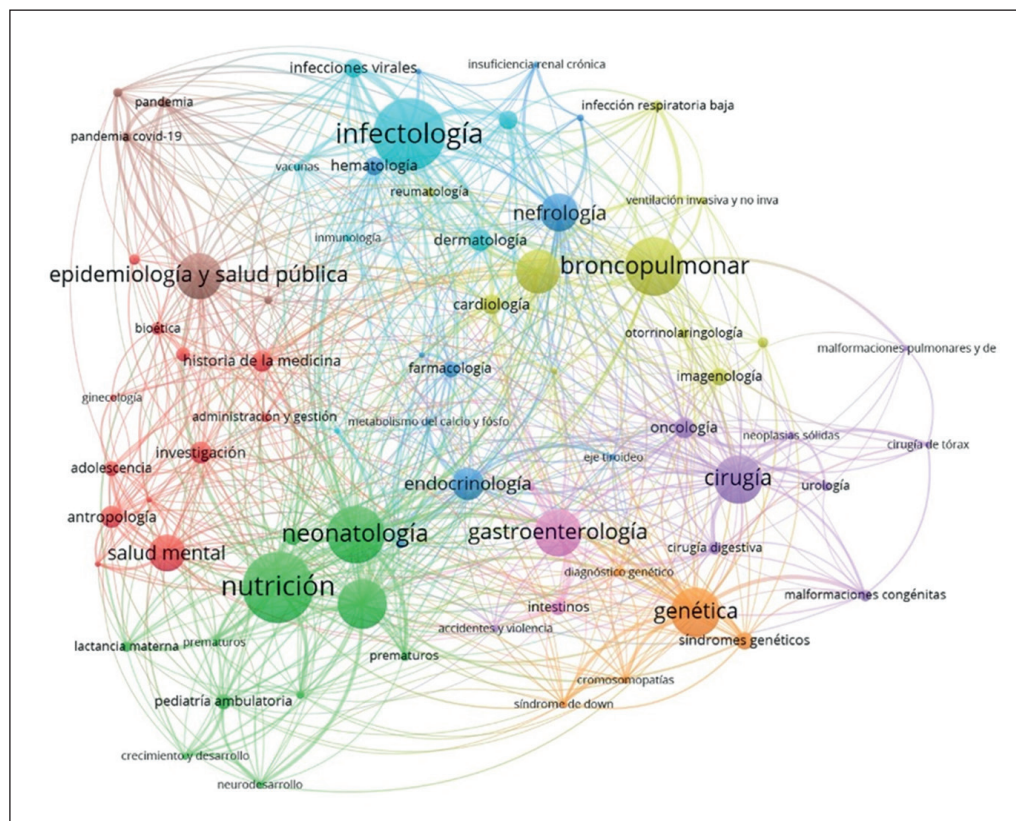 infecciones virales
insuficiencia renal crónica
pandemia
infección respiratoria baja
infectología
pandemia covid-19
vacunas
hematología
reumatología
ventilación invasiva y no inva
nefrología
inmunología
dermatología
broncopulmonar
epidemiología y salud pública
cardiología
bioética
otorrinolaringología
malformaciones pulmonares y de
historia de la medicina
farmacología
imagenología
ginecología
administración y gestión
metabolismo del calcio y fósfo
oncología
neoplasias sólidas
cirugía de tórax
investigación
eje tiroideo
adolescencia
cirugía
urología
endocrinología
antropología
neonatología
gastroenterología
salud mental
cirugía digestiva
diagnóstico genético
nutrición
malformaciones congénitas
intestinos
genética
accidentes y violencia
síndromes genéticos
lactancia materna
prematuros
prematuros
cromosomopatías
pediatría ambulatoria
síndrome de down
crecimiento y desarrollo
neurodesarrollo